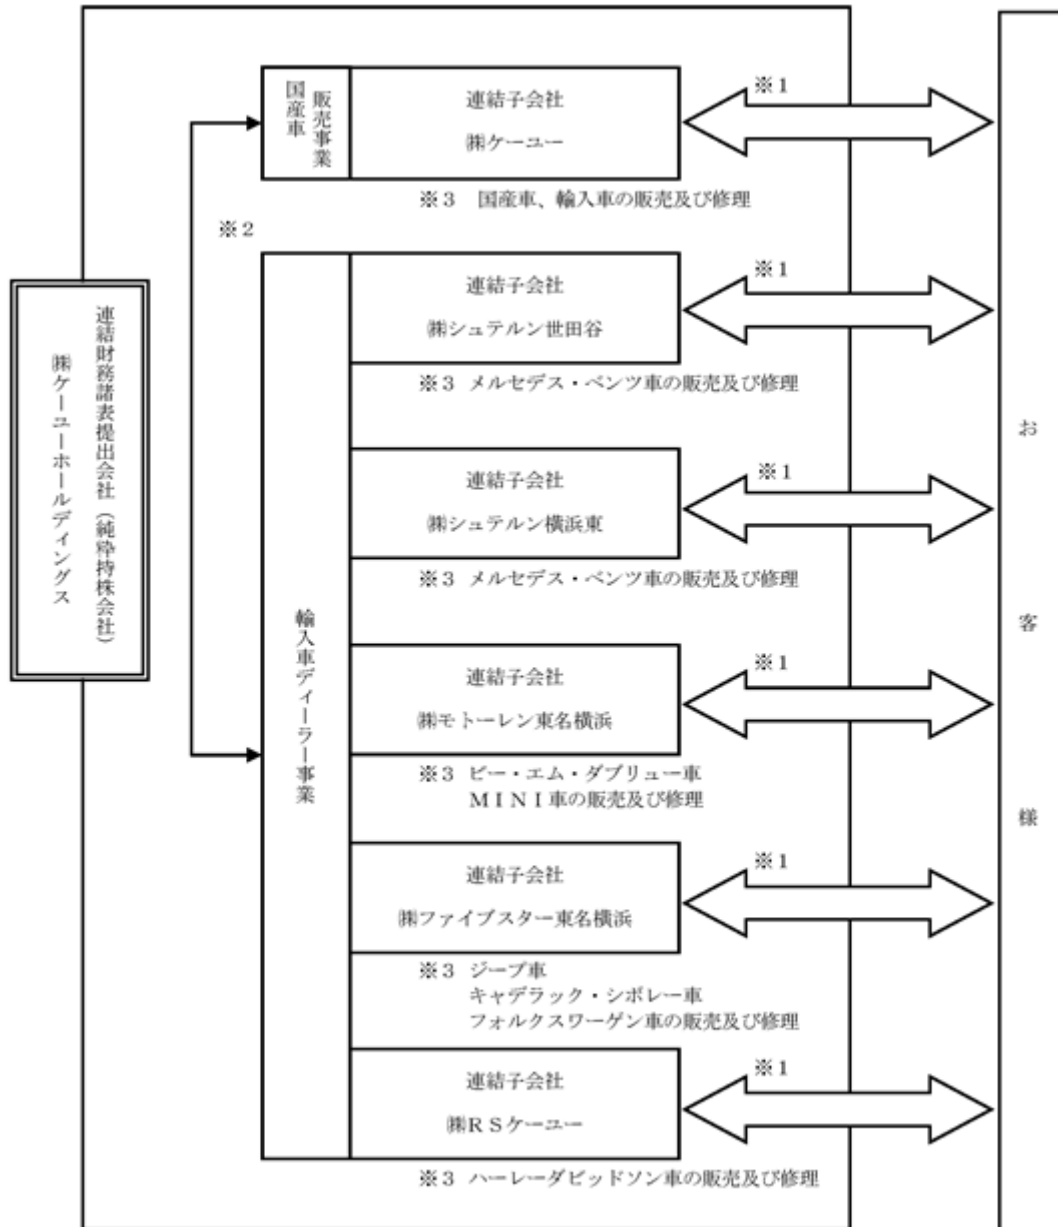 連結財務諸表提出会社（純粋持株会社）
㈱ケーユーホールディングス
※２
国産車
販売事業
連結子会社
㈱ケーユー
※１
※３ 国産車、輸入車の販売及び修理
輸入車ディーラー事業
連結子会社
㈱シュテルン世田谷
※１
※３ メルセデス・ベンツ車の販売及び修理
連結子会社
㈱シュテルン横浜東
※１
※３ メルセデス・ベンツ車の販売及び修理
連結子会社
㈱モトーレン東名横浜
※１
※３ ビー・エム・ダブリュー車
ＭＩＮＩ車の販売及び修理
連結子会社
㈱ファイブスター東名横浜
※１
※３ ジープ車
キャデラック・シボレー車
フォルクスワーゲン車の販売及び修理
連結子会社
㈱ＲＳケーユー
※１
※３ ハーレーダビッドソン車の販売及び修理
お客様